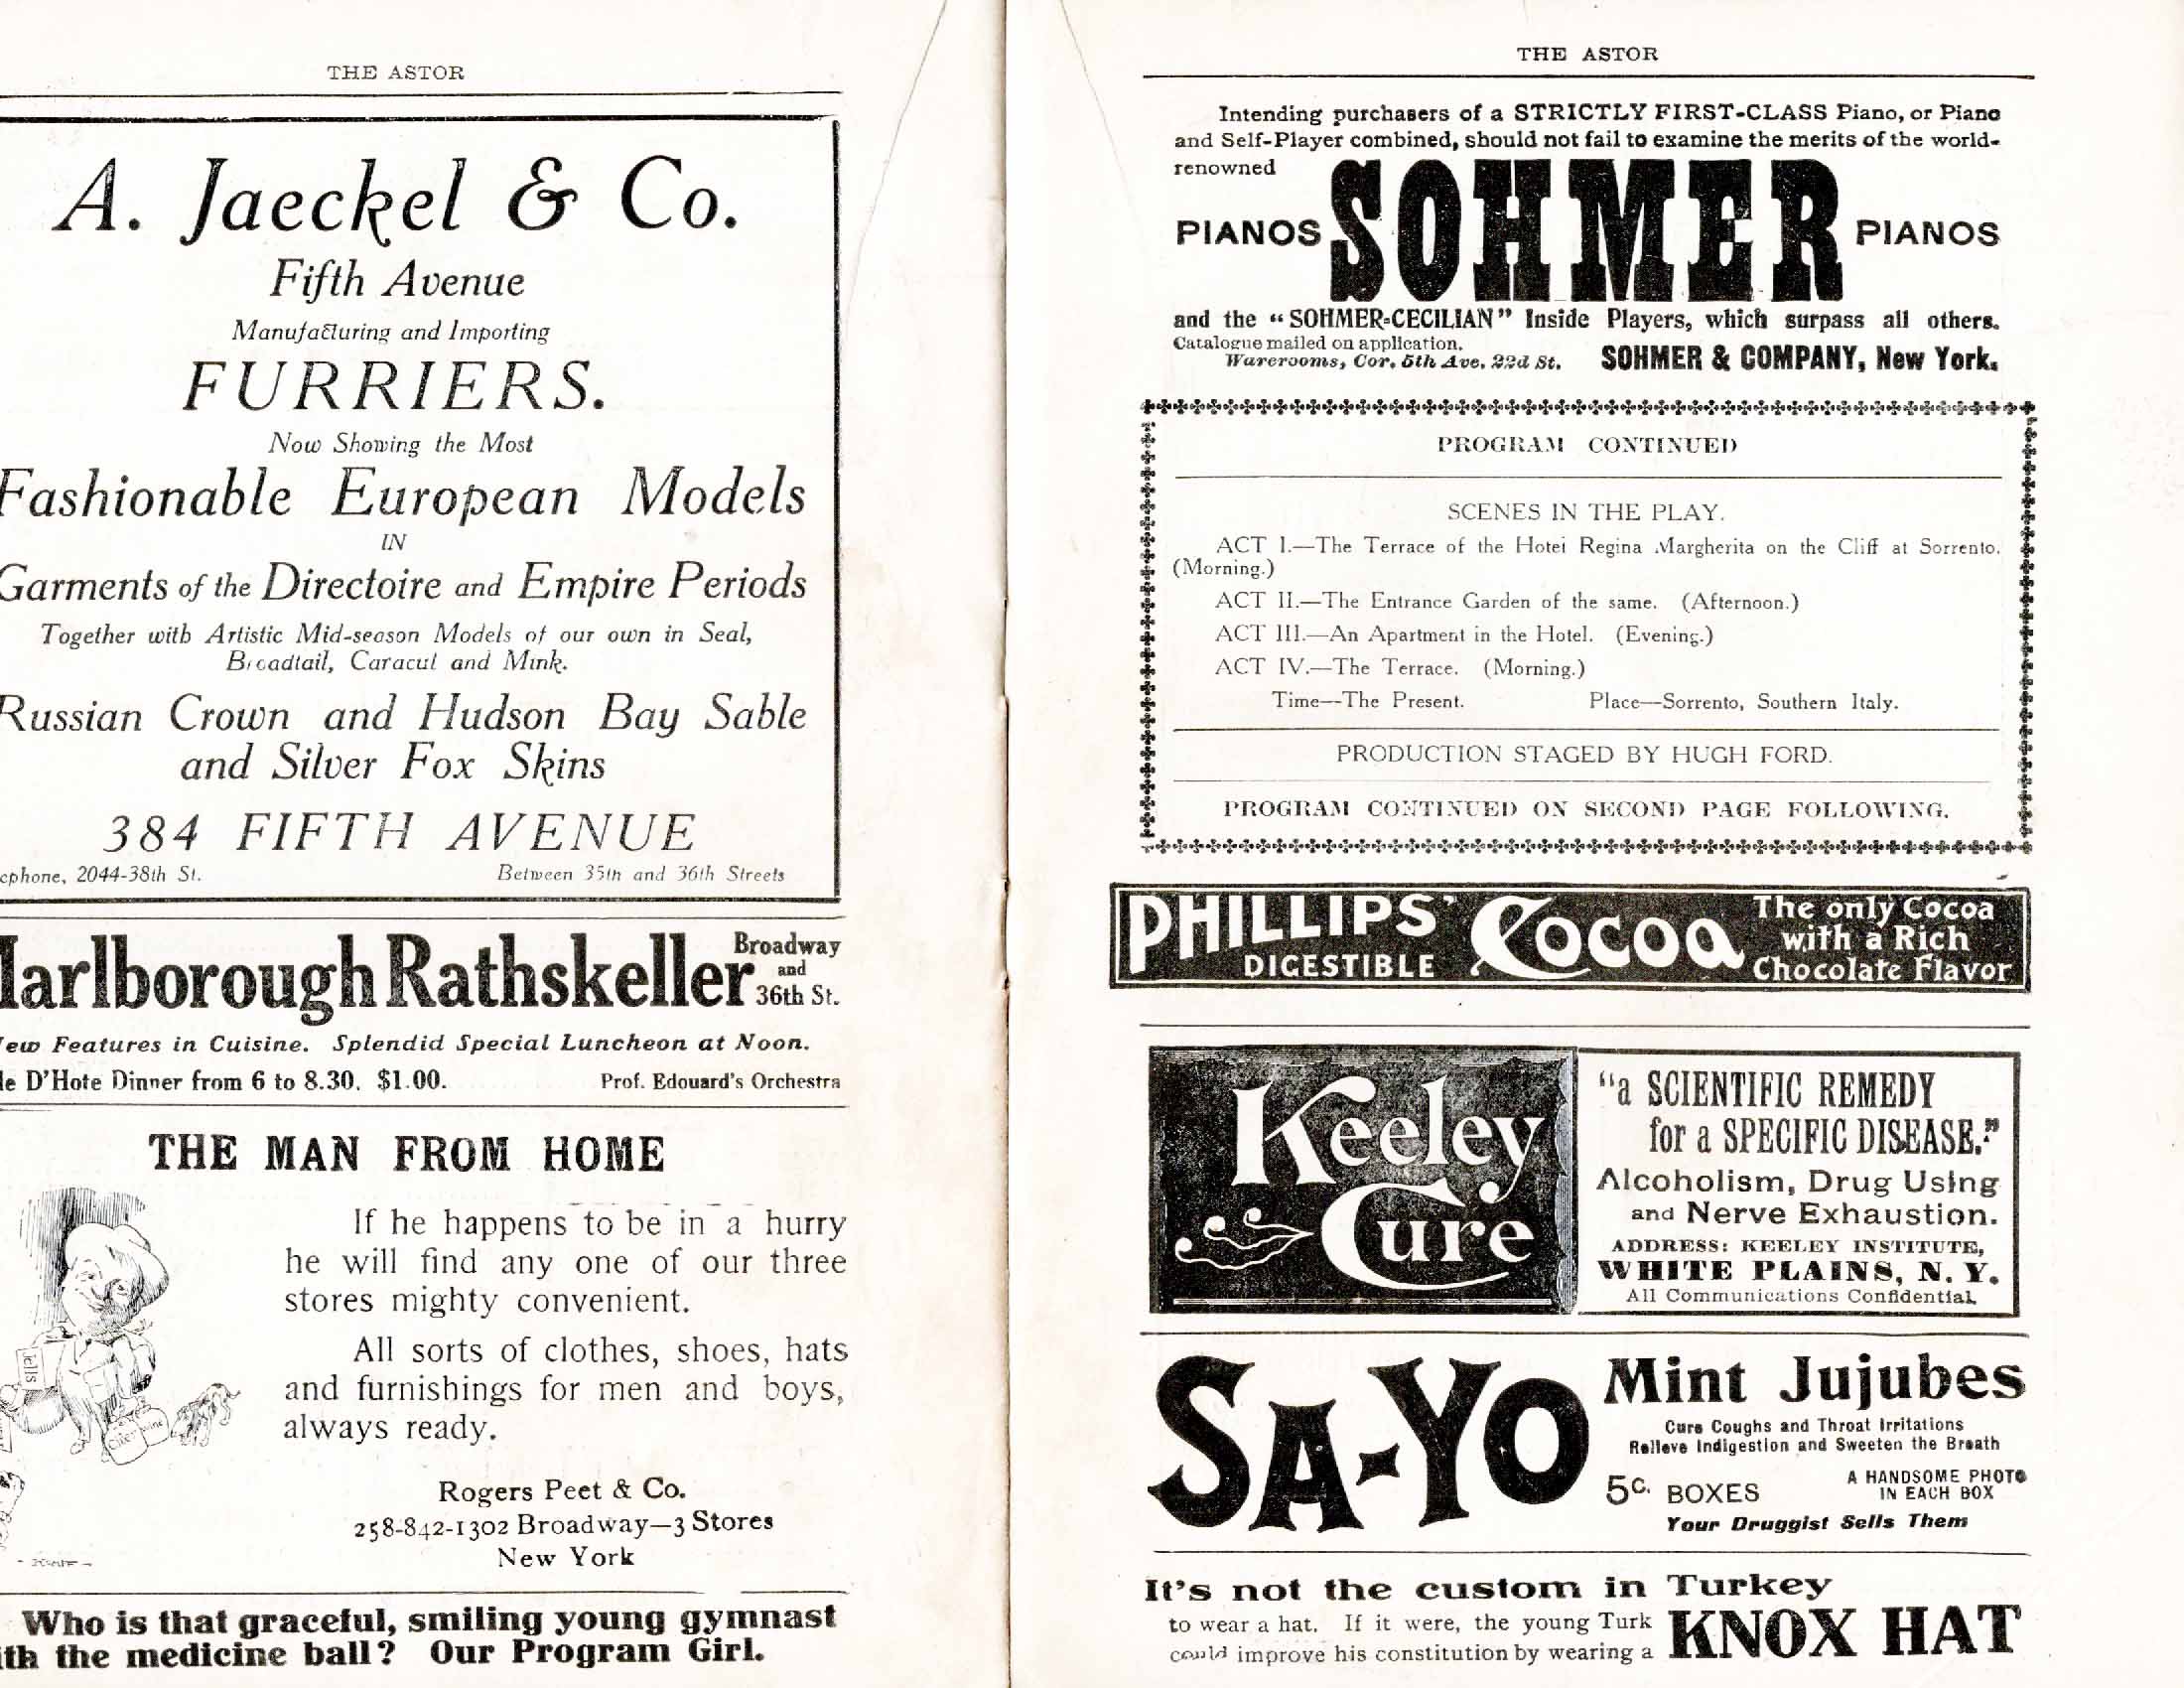 THE ASTOR
A. Jaeckel & Co.
Fifth Avenue
Manufacturing and Importing
FURRIERS.
Now Showing the Most
Fashionable European Models
IN
Garments of the Directoire and Empire Periods
Together with Artistic Mid-season Models of our own in Seal,
Broadtail, Caracul and Mink.
Russian Crown and Hudson Bay Sable
and Silver Fox Skins
384 FIFTH AVENUE
ephone, 2044-38th St. Between 35th and 36th Streets
arlborough Rathskeller Broadway
and
36th St.
ew Features in Cuisine. Splendid Special Luncheon at Noon.
le D'Hote Dinner from 6 to 8.30, $1.00. Prof. Edouard's Orchestra
THE MAN FROM HOME
If he happens to be in a hurry
he will find any one of our three
stores mighty convenient.
All sorts of clothes, shoes, hats
and furnishings for men and boys,
always ready.
Rogers Peet & Co.
258-842-1302 Broadway—3 Stores
New York
Who is that graceful, smiling young gymnast
ith the medicine ball? Our Program Girl.
THE ASTOR
Intending purchasers of a STRICTLY FIRST-CLASS Piano, or Piano
and Self-Player combined, should not fail to examine the merits of the world-
renowned
PIANOS SOHMER PIANOS
and the "SOHMER-CECILIAN" Inside Players, which surpass all others.
Catalogue mailed on application.
Warerooms, Cor. 5th Ave. 22d St. SOHMER & COMPANY, New York.
PROGRAM CONTINUED
SCENES IN THE PLAY.
ACT I.—The Terrace of the Hotel Regina Margherita on the Cliff at Sorrento.
(Morning.)
ACT II.—The Entrance Garden of the same. (Afternoon.)
ACT III.—An Apartment in the Hotel. (Evening.)
ACT IV.—The Terrace. (Morning.)
Time—The Present. Place—Sorrento, Southern Italy.
PRODUCTION STAGED BY HUGH FORD.
PROGRAM CONTINUED ON SECOND PAGE FOLLOWING.
PHILLIPS' DIGESTIBLE Cocoa The only Cocoa
with a Rich
Chocolate Flavor
Keeley
Cure
"a SCIENTIFIC REMEDY
for a SPECIFIC DISEASE."
Alcoholism, Drug Using
and Nerve Exhaustion.
ADDRESS: KEELEY INSTITUTE,
WHITE PLAINS, N. Y.
All Communications Confidential.
SA-YO Mint Jujubes
Cure Coughs and Throat Irritations
Relieve Indigestion and Sweeten the Breath
5c. BOXES A HANDSOME PHOTO
IN EACH BOX
Your Druggist Sells Them
It's not the custom in Turkey
to wear a hat. If it were, the young Turk
could improve his constitution by wearing a KNOX HAT